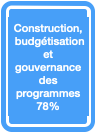 Construction,
budgétisation
et
gouvernance
des
programmes
78%